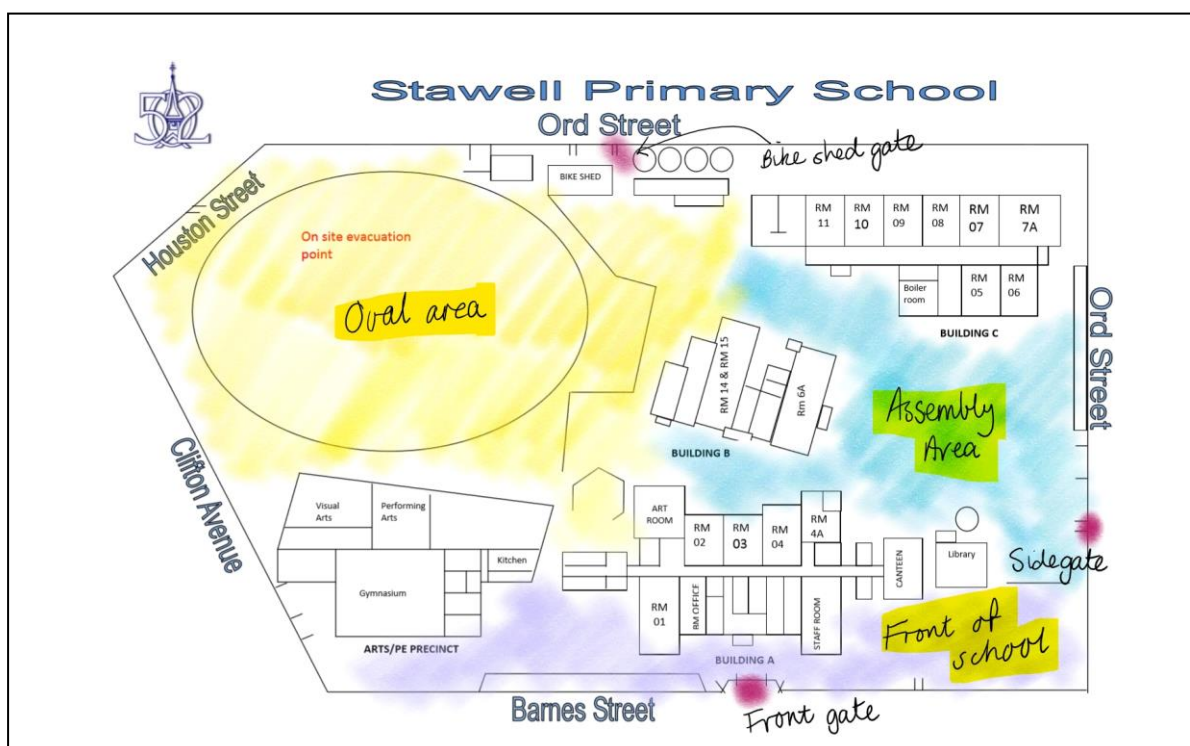 Stawell Primary School
Ord Street
Bike shed gate
BIKE SHED
Houston Street
On site evacuation
point
Oval area
RM
11
RM
10
RM
09
RM
08
RM
07
RM
7A
Boiler
room
RM
05
RM
06
BUILDING C
Ord Street
RM 14 & RM 15
Rm 6A
BUILDING B
Assembly
Area
Clifton Avenue
Visual
Arts
Performing
Arts
Kitchen
Gymnasium
ARTS/PE PRECINCT
ART
ROOM
RM
02
RM
03
RM
04
RM
4A
CANTEEN
Library
Sidegate
RM
01
BM OFFICE
STAFF ROOM
BUILDING A
Front of
school
Barnes Street
Front gate